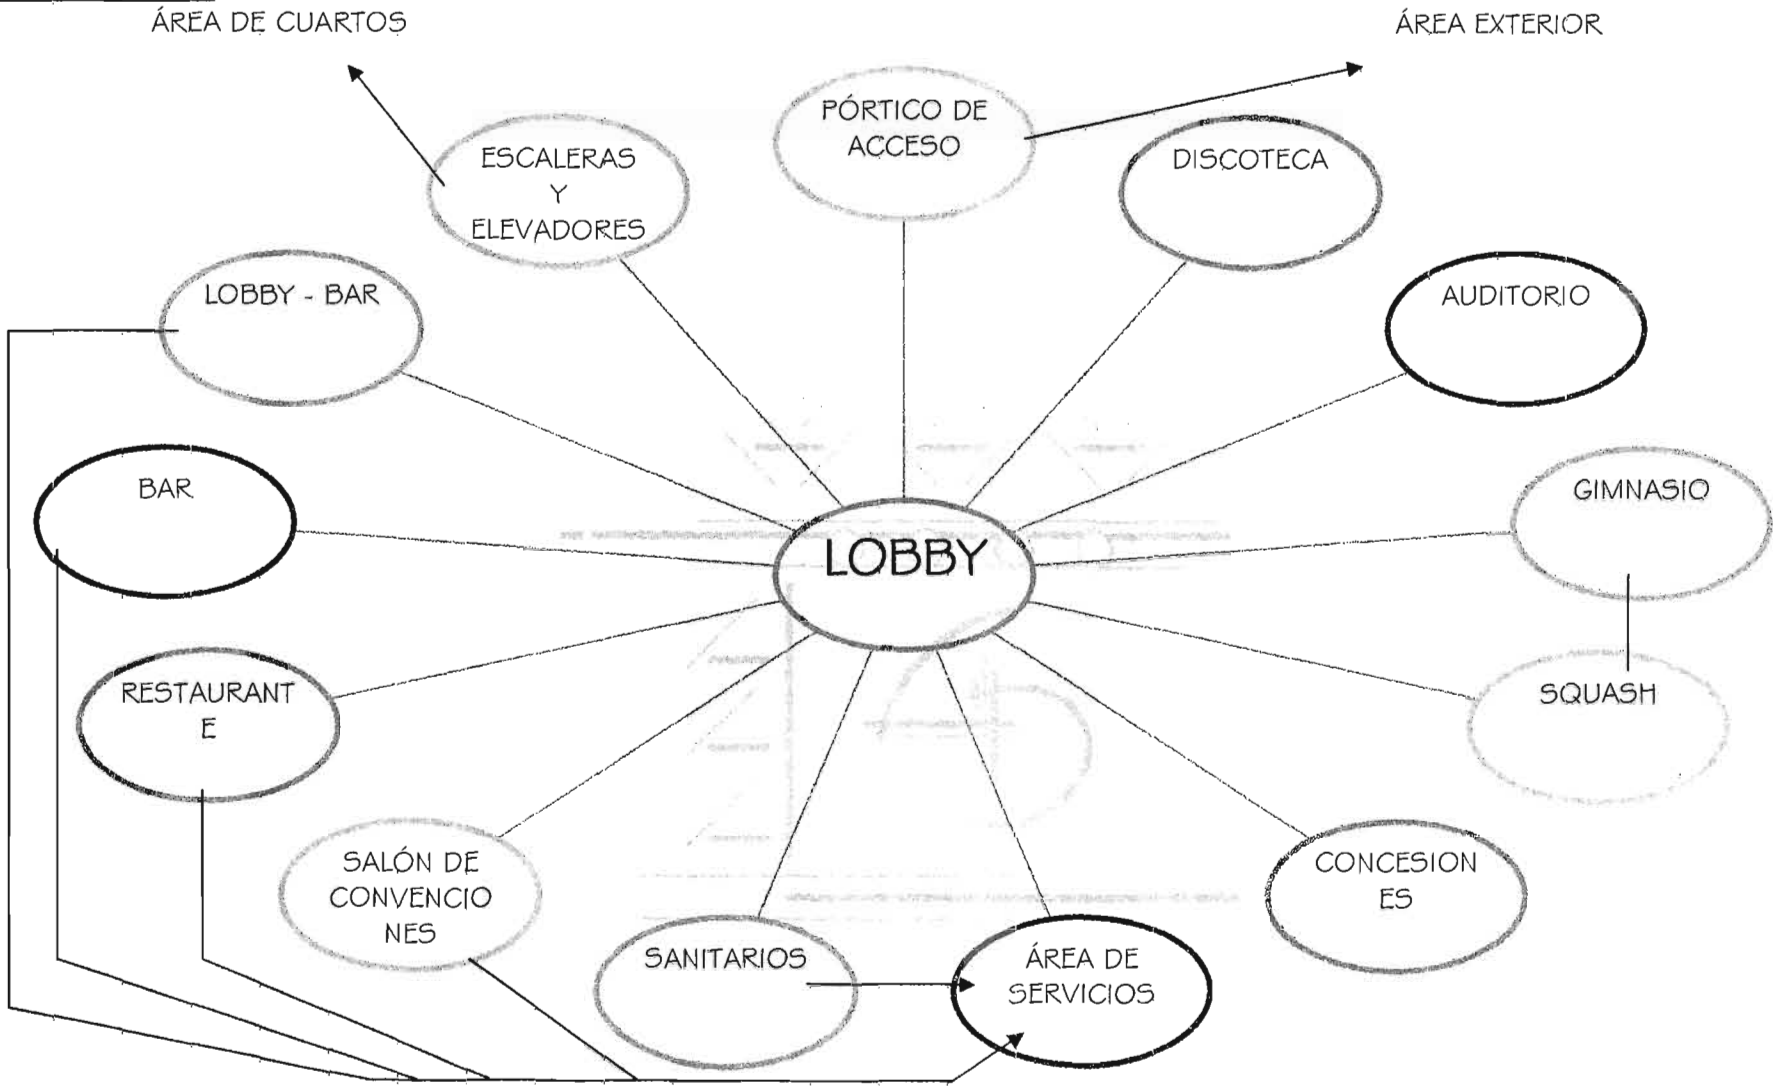 ÁREA DE CUARTOS
ÁREA EXTERIOR
PÓRTICO DE
ACCESO
ESCALERAS
Y
ELEVADORES
DISCOTECA
LOBBY - BAR
AUDITORIO
BAR
GIMNASIO
LOBBY
RESTAURANT
E
SQUASH
SALÓN DE
CONVENCIO
NES
CONCESION
ES
SANITARIOS
ÁREA DE
SERVICIOS